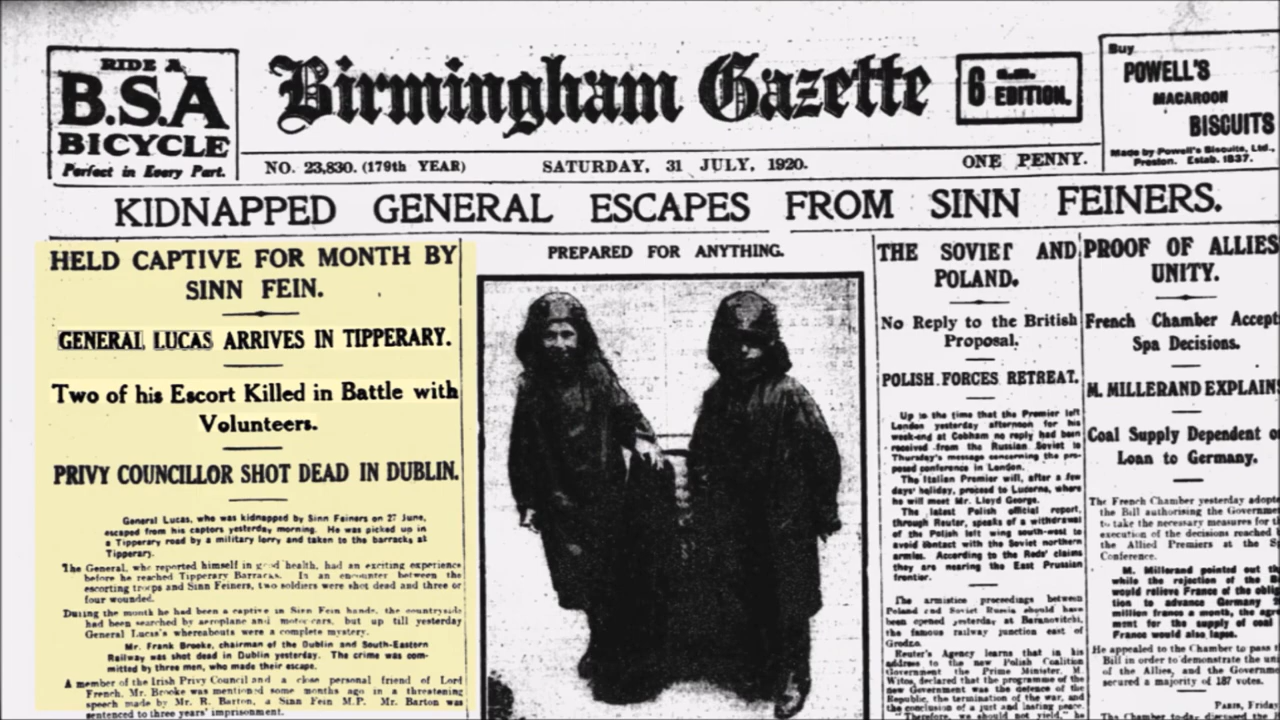 RIDE A
B.S.A
BICYCLE
Perfect in Every Part.
Birmingham Gazette
6 EDITION.
Buy
POWELL'S
MACAROON
BISCUITS
Made by Powell's Biscuits, Ltd.,
Preston. Estab. 1837.
NO. 23,830. (179th YEAR)
SATURDAY, 31 JULY, 1920.
ONE PENNY.
KIDNAPPED GENERAL ESCAPES FROM SINN FEINERS.
HELD CAPTIVE FOR MONTH BY
SINN FEIN.
GENERAL LUCAS ARRIVES IN TIPPERARY.
Two of his Escort Killed in Battle with
Volunteers.
PRIVY COUNCILLOR SHOT DEAD IN DUBLIN.
General Lucas, who was kidnapped by Sinn Feiners on 27 June,
escaped from his captors yesterday morning. He was picked up in
a Tipperary road by a military lorry and taken to the barracks at
Tipperary.
The General, who reported himself in good health, had an exciting experience
before he reached Tipperary Barracks. In an encounter between the
escorting troops and Sinn Feiners, two soldiers were shot dead and three or
four wounded.
During the month he had been a captive in Sinn Fein hands, the countryside
had been searched by aeroplane and motor cars, but up till yesterday
General Lucas's whereabouts were a complete mystery.
Mr. Frank Brooke, chairman of the Dublin and South-Eastern
Railway was shot dead in Dublin yesterday. The crime was com-
mitted by three men, who made their escape.
A member of the Irish Privy Council and a close personal friend of Lord
French, Mr. Brooke was mentioned some months ago in a threatening
speech made by Mr. R. Barton, a Sinn Fein M.P. Mr. Barton was
sentenced to three years' imprisonment.
PREPARED FOR ANYTHING.
THE SOVIET AND
POLAND.
No Reply to the British
Proposal.
POLISH FORCES RETREAT.
Up to the time that the Premier left
London yesterday afternoon for his
week-end at Cobham no reply had been
received from the Russian Soviet to
Thursday's message concerning the pro-
posed conference in London.
The Italian Premier will, after a few
days' holiday, proceed to Lucerne, where
he will meet Mr. Lloyd George.
The latest Polish official report,
through Reuter, speaks of a withdrawal
of the Polish left wing south-west to
avoid contact with the Soviet northern
armies. According to the Reds' claims
they are nearing the East Prussian
frontier.
The armistice proceedings between
Poland and Soviet Russia should have
been opened yesterday at Baranovitchi,
the famous railway junction east of
Grodno.
Reuter's Agency learns that in his
address to the new Polish Coalition
Government the Prime Minister, M.
Witos, declared that the programme of the
new Government was the defence of the
Republic, the termination of the war, and
the conclusion of a just and lasting peace.
"Therefore, we should not yield," he
PROOF OF ALLIES
UNITY.
French Chamber Accept
Spa Decisions.
M. MILLERAND EXPLAIN
Coal Supply Dependent o
Loan to Germany.
The French Chamber yesterday adopte
the Bill authorising the Governme
to take the necessary measures for t
execution of the decisions reached
the Allied Premiers at the S
Conference.
M. Millerand pointed out th
while the rejection of the B
would relieve France of the oblig
tion to advance Germany
million francs a month, the agr
ment for the supply of coal
France would also lapse.
He appealed to the Chamber to pass t
Bill in order to demonstrate the uni
of the Allies, and the Governme
secured a majority of 187 votes.
PARIS, Friday
The Chamber to-day